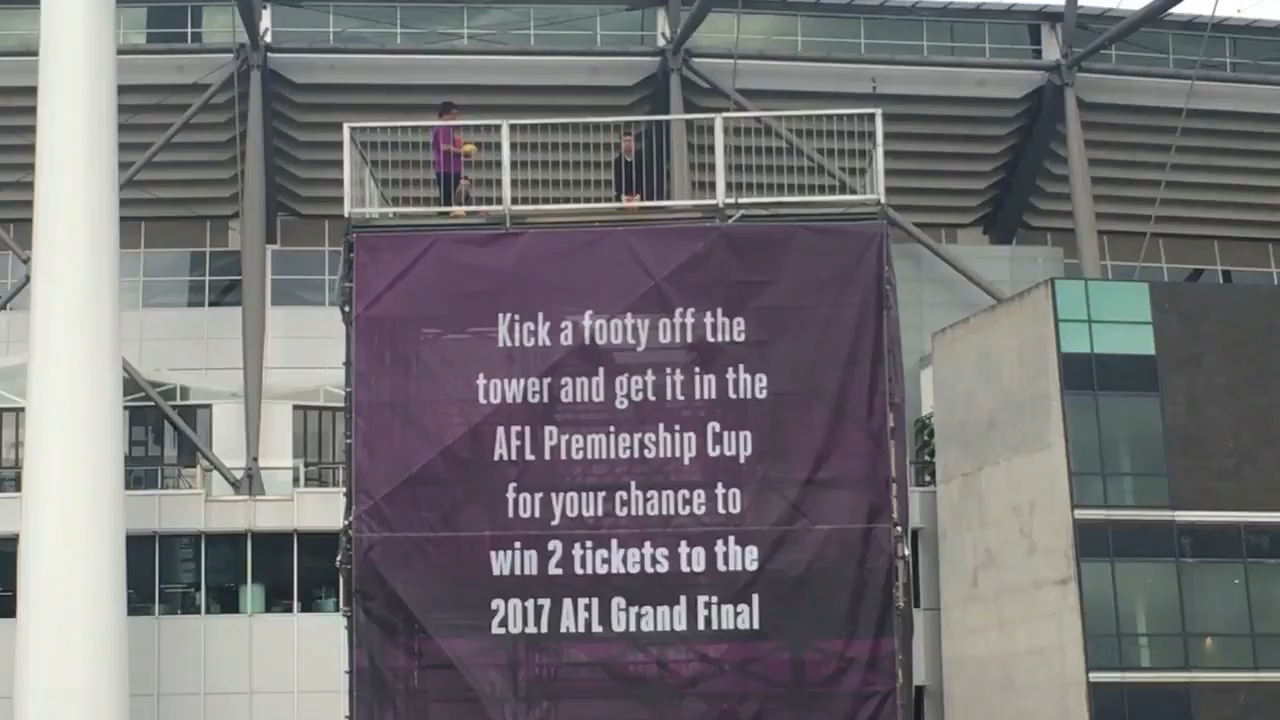 Kick a footy off the
tower and get it in the
AFL Premiership Cup
for your chance to
win 2 tickets to the
2017 AFL Grand Final